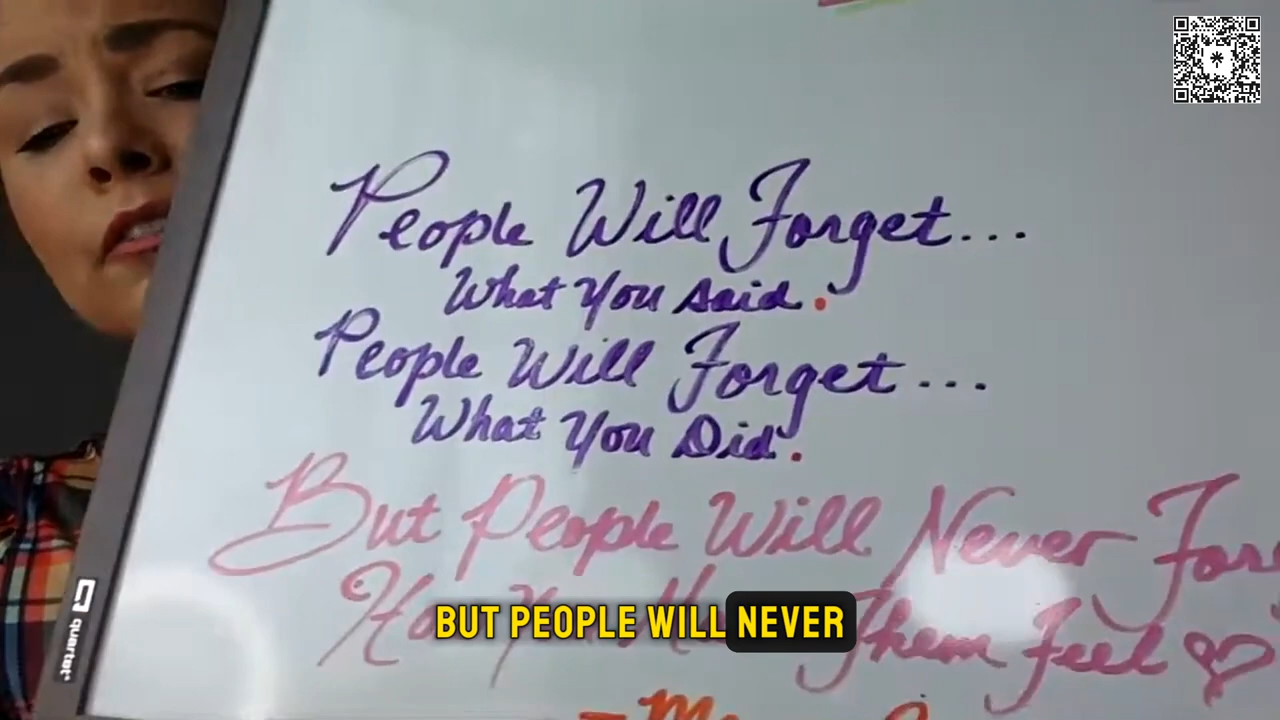 People Will Forget...
What You said.
People Will Forget...
What You Did.
But People Will Never For
Them Feel
BUT PEOPLE WILL NEVER
quartet